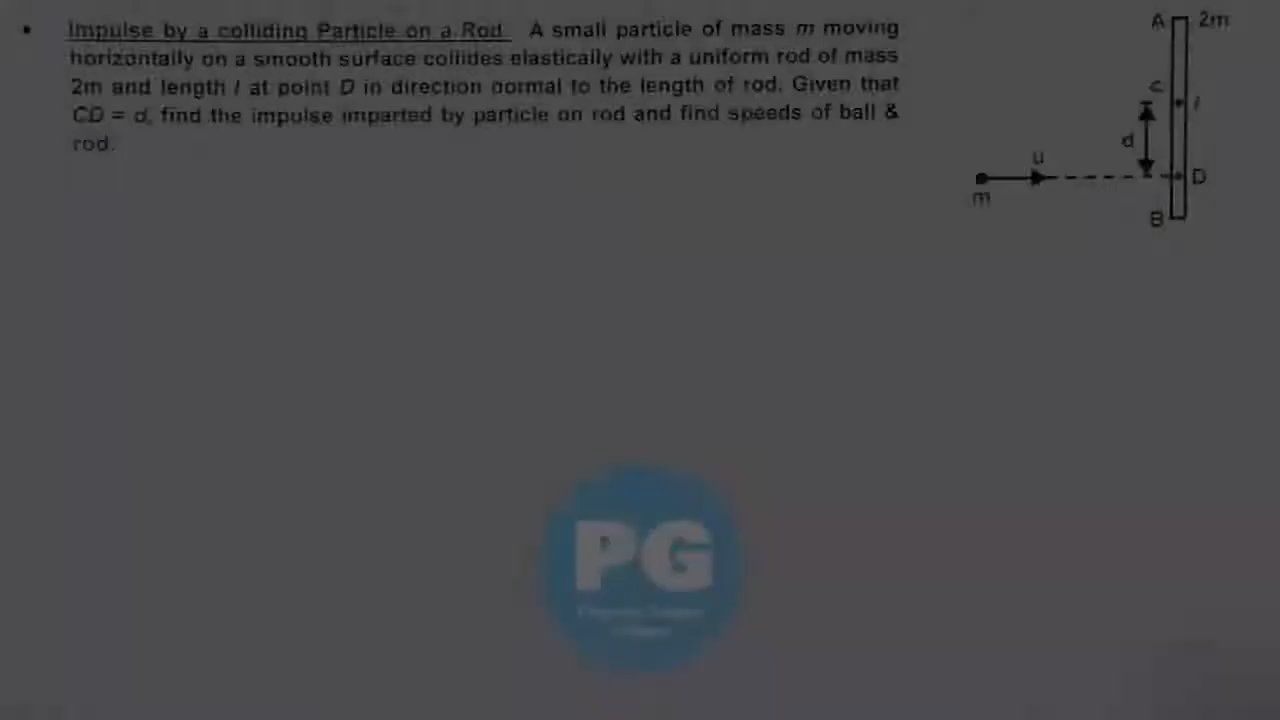 • Impulse by a colliding Particle on a Rod A small particle of mass m moving
horizontally on a smooth surface collides elastically with a uniform rod of mass
2m and length l at point D in direction normal to the length of rod. Given that
CD = d, find the impulse imparted by particle on rod and find speeds of ball &
rod.
A 2m
C l
d
u
D
m
B
PG